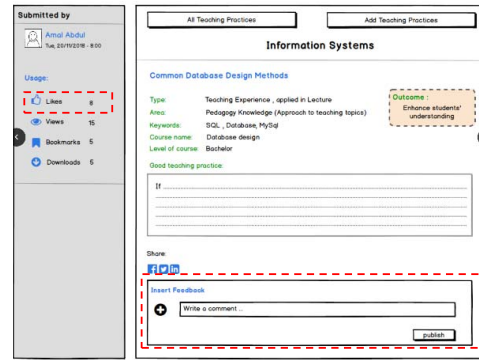 Submitted by
Amal Abdul
Tue, 20/11/2018 - 8:00
Usage:
Likes 8
Views 15
Bookmarks 5
Downloads 5
All Teaching Practices
Add Teaching Practices
Information Systems
Common Database Design Methods
Type: Teaching Experience , applied in Lecture
Area: Pedagogy Knowledge (Approach to teaching topics)
Keywords: SQL , Database, MySql
Course name: Database design
Level of course: Bachelor
Outcome :
Enhance students'
understanding
Good teaching practice:
If
Share:
Insert Feedback
Write a comment ..
publish